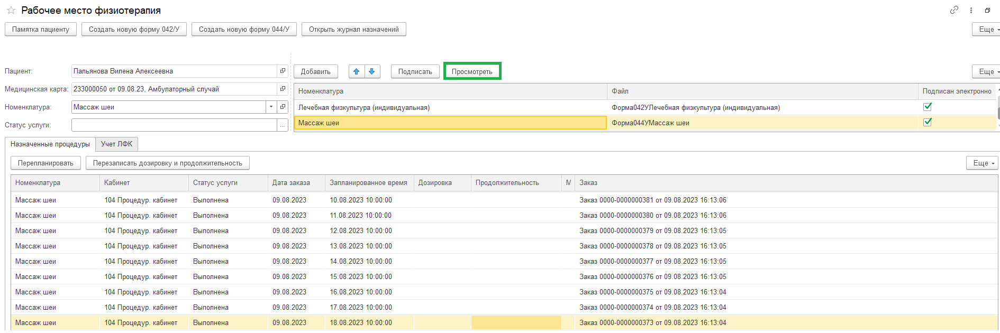 Рабочее место физиотерапия
Памятка пациенту Создать новую форму 042/У Создать новую форму 044/У Открыть журнал назначений Еще
Пациент: Пальянова Вилена Алексеевна
Медицинская карта: 233000050 от 09.08.23, Амбулаторный случай
Номенклатура: Массаж шеи
Статус услуги: ...
Добавить Подписать Просмотреть Еще
Номенклатура Файл Подписан электронно
Лечебная физкультура (индивидуальная) Форма042УЛечебная физкультура (индивидуальная)
Массаж шеи Форма044УМассаж шеи
Назначенные процедуры Учет ЛФК
Перепланировать Перезаписать дозировку и продолжительность Еще
Номенклатура Кабинет Статус услуги Дата заказа Запланированное время Дозировка Продолжительность М Заказ
Массаж шеи 104 Процедур. кабинет Выполнена 09.08.2023 10.08.2023 10:00:00 Заказ 0000-0000000381 от 09.08.2023 16:13:06
Массаж шеи 104 Процедур. кабинет Выполнена 09.08.2023 11.08.2023 10:00:00 Заказ 0000-0000000380 от 09.08.2023 16:13:06
Массаж шеи 104 Процедур. кабинет Выполнена 09.08.2023 12.08.2023 10:00:00 Заказ 0000-0000000379 от 09.08.2023 16:13:05
Массаж шеи 104 Процедур. кабинет Выполнена 09.08.2023 13.08.2023 10:00:00 Заказ 0000-0000000378 от 09.08.2023 16:13:05
Массаж шеи 104 Процедур. кабинет Выполнена 09.08.2023 14.08.2023 10:00:00 Заказ 0000-0000000377 от 09.08.2023 16:13:05
Массаж шеи 104 Процедур. кабинет Выполнена 09.08.2023 15.08.2023 10:00:00 Заказ 0000-0000000376 от 09.08.2023 16:13:05
Массаж шеи 104 Процедур. кабинет Выполнена 09.08.2023 16.08.2023 10:00:00 Заказ 0000-0000000375 от 09.08.2023 16:13:04
Массаж шеи 104 Процедур. кабинет Выполнена 09.08.2023 17.08.2023 10:00:00 Заказ 0000-0000000374 от 09.08.2023 16:13:04
Массаж шеи 104 Процедур. кабинет Выполнена 09.08.2023 18.08.2023 10:00:00 Заказ 0000-0000000373 от 09.08.2023 16:13:04